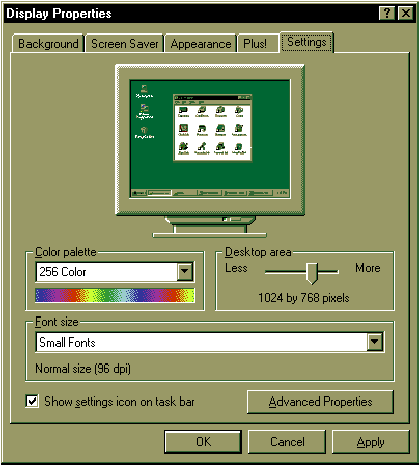 Display Properties
Background Screen Saver Appearance Plus! Settings
Color palette
256 Color
Desktop area
Less More
1024 by 768 pixels
Font size
Small Fonts
Normal size (96 dpi)
Show settings icon on task bar
Advanced Properties
OK Cancel Apply